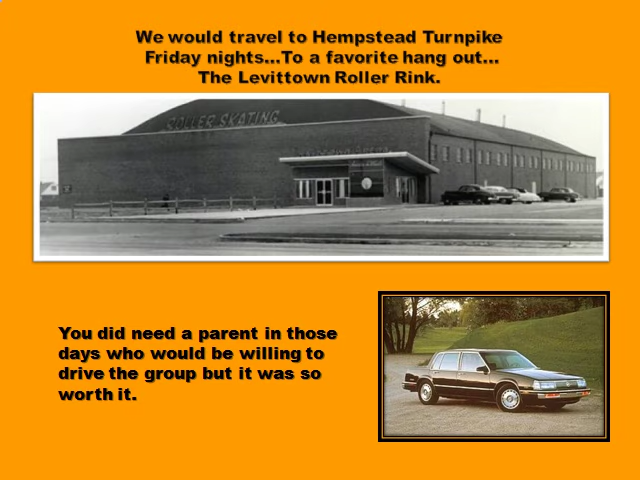 We would travel to Hempstead Turnpike
Friday nights...To a favorite hang out...
The Levittown Roller Rink.
ROLLER SKATING
You did need a parent in those
days who would be willing to
drive the group but it was so
worth it.